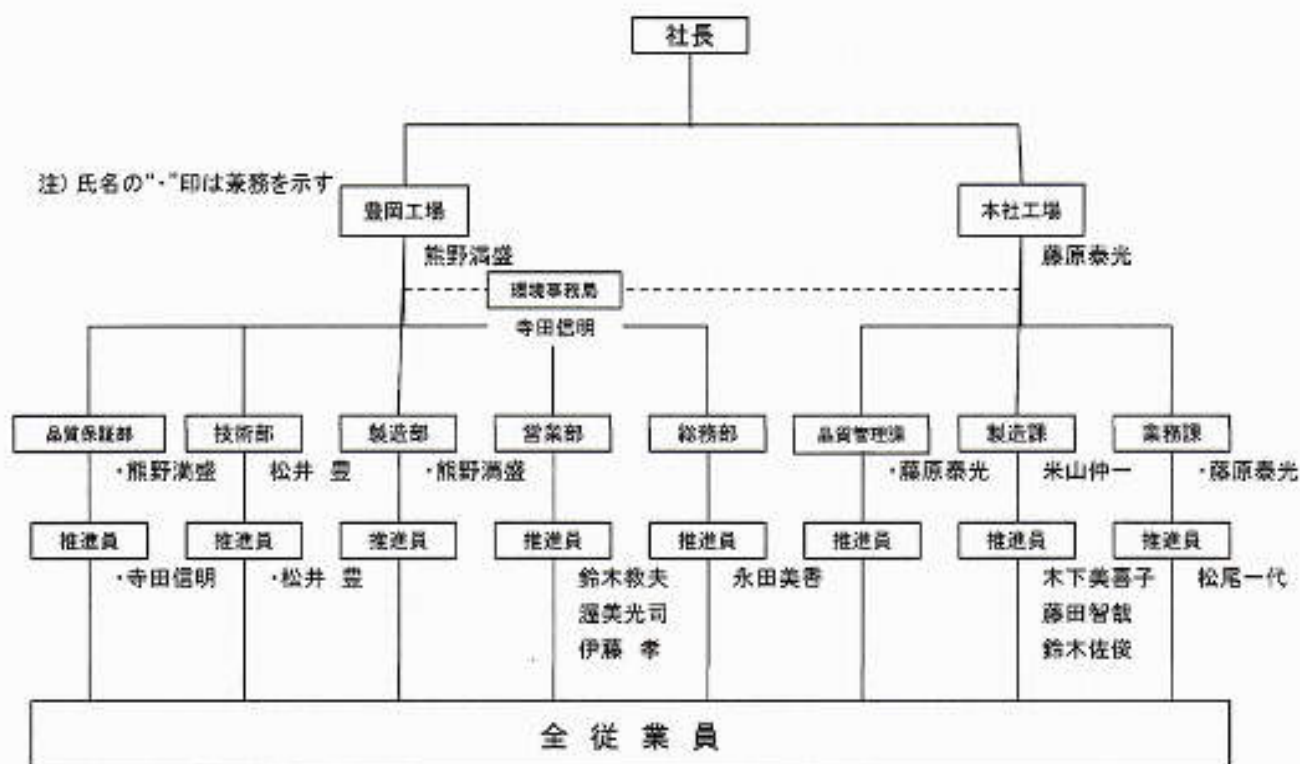 社長
注) 氏名の“・”印は兼務を示す
豊岡工場
本社工場
熊野満盛
藤原泰光
環境事務局
寺田信明
品質保証部
技術部
製造部
営業部
総務部
品質管理課
製造課
業務課
・熊野満盛
松井 豊
・熊野満盛
・藤原泰光
米山伸一
・藤原泰光
推進員
推進員
推進員
推進員
推進員
推進員
推進員
推進員
・寺田信明
・松井 豊
鈴木教夫
永田美香
木下美喜子
松尾一代
渥美光司
藤田智哉
伊藤 孝
鈴木佐俊
全従業員